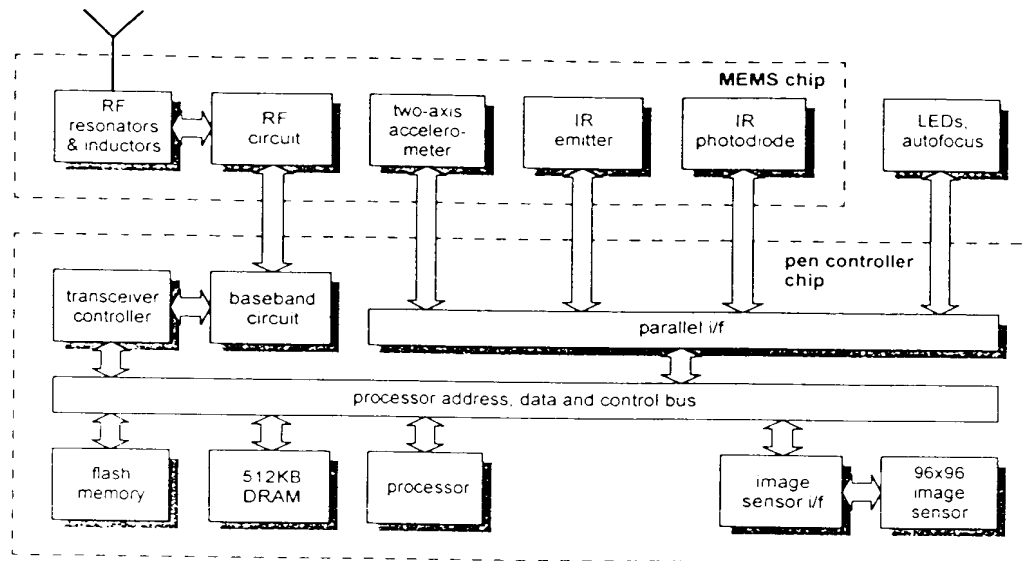 MEMS chip
RF
resonators
& inductors
RF
circuit
two-axis
accelero-
meter
IR
emitter
IR
photodiode
LEDs,
autofocus
pen controller
chip
transceiver
controller
baseband
circuit
parallel i/f
processor address, data and control bus
flash
memory
512KB
DRAM
processor
image
sensor i/f
96x96
image
sensor